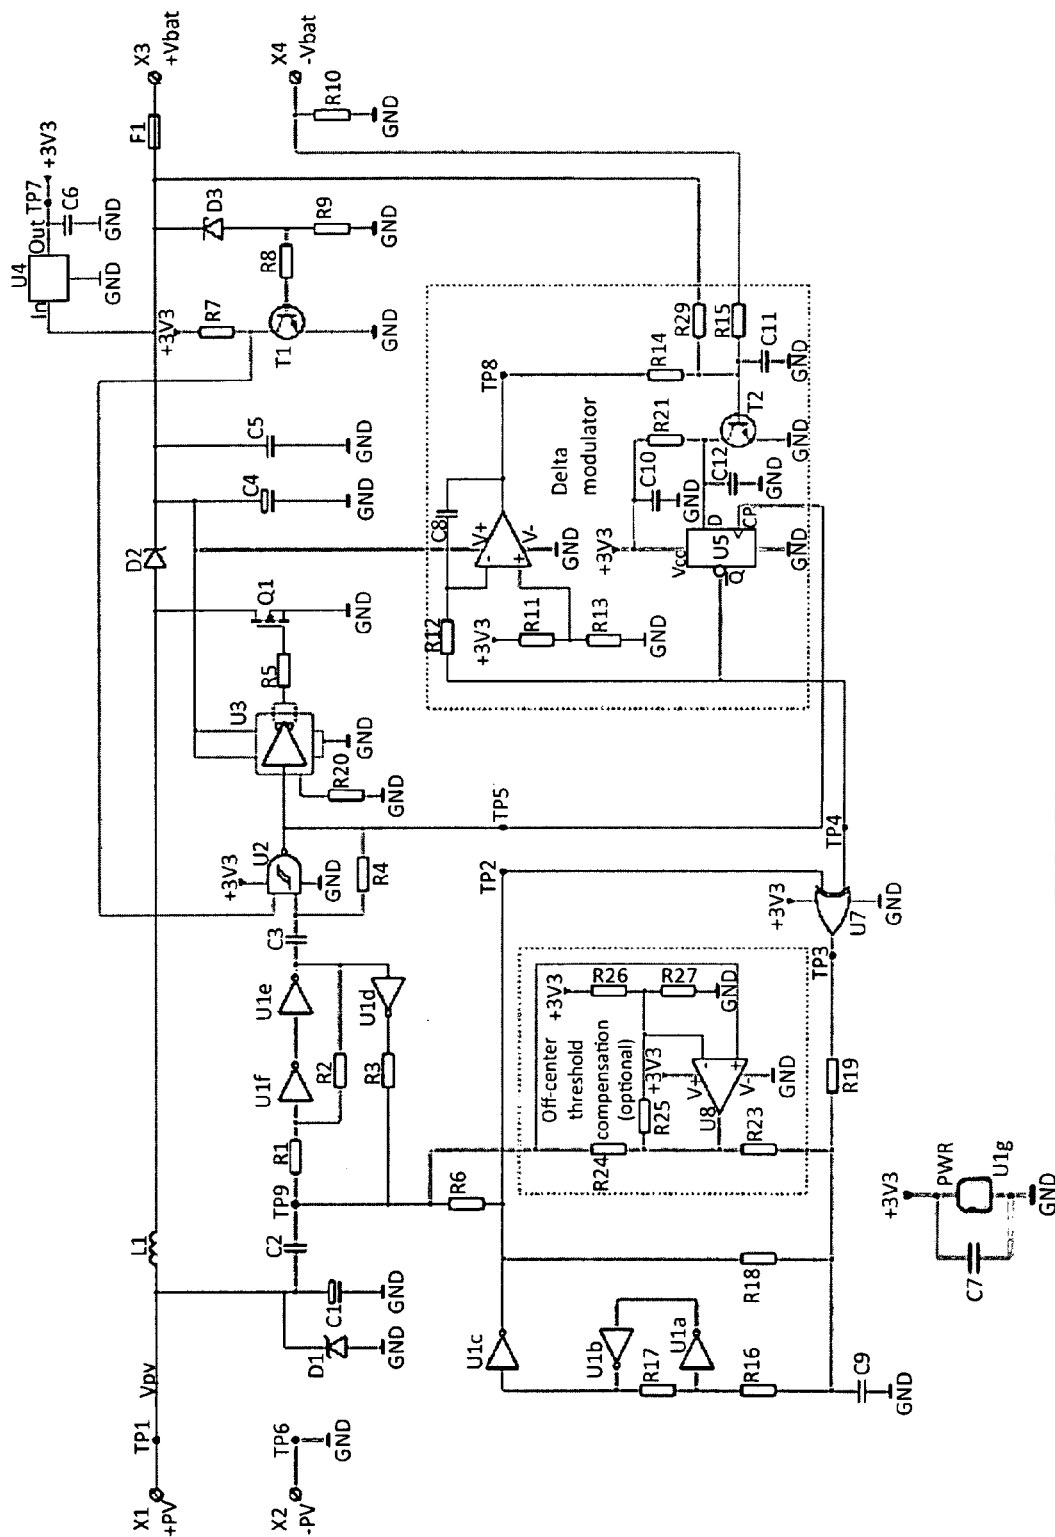 X1
+PV
TP1
Vpv
L1
D2
F1
X3
+Vbat
X2
-PV
TP6
GND
D1
GND
C1
GND
C2
TP9
R1
U1f
U1e
R2
U1d
R3
C3
+3V3
U2
GND
R4
R20
GND
U3
GND
R5
Q1
GND
C4
GND
C5
GND
+3V3
R7
T1
GND
R8
D3
R9
GND
U4
In
Out
GND
TP7
+3V3
C6
GND
X4
-Vbat
R10
GND
R6
TP2
TP5
U1c
U1b
U1a
R17
R16
R18
C9
GND
Off-center
threshold
compensation
(optional)
R24
R25
+3V3
V+
-
+
V-
U8
GND
R23
+3V3
R26
R27
GND
TP3
R19
U7
+3V3
GND
TP4
Delta
modulator
R12
C8
V+
-
+
V-
GND
+3V3
R11
R13
GND
TP8
R14
R29
R15
C11
GND
T2
GND
R21
C10
GND
C12
GND
+3V3
Vcc
D
U5
CP
Q
GND
+3V3
PWR
U1g
C7
GND